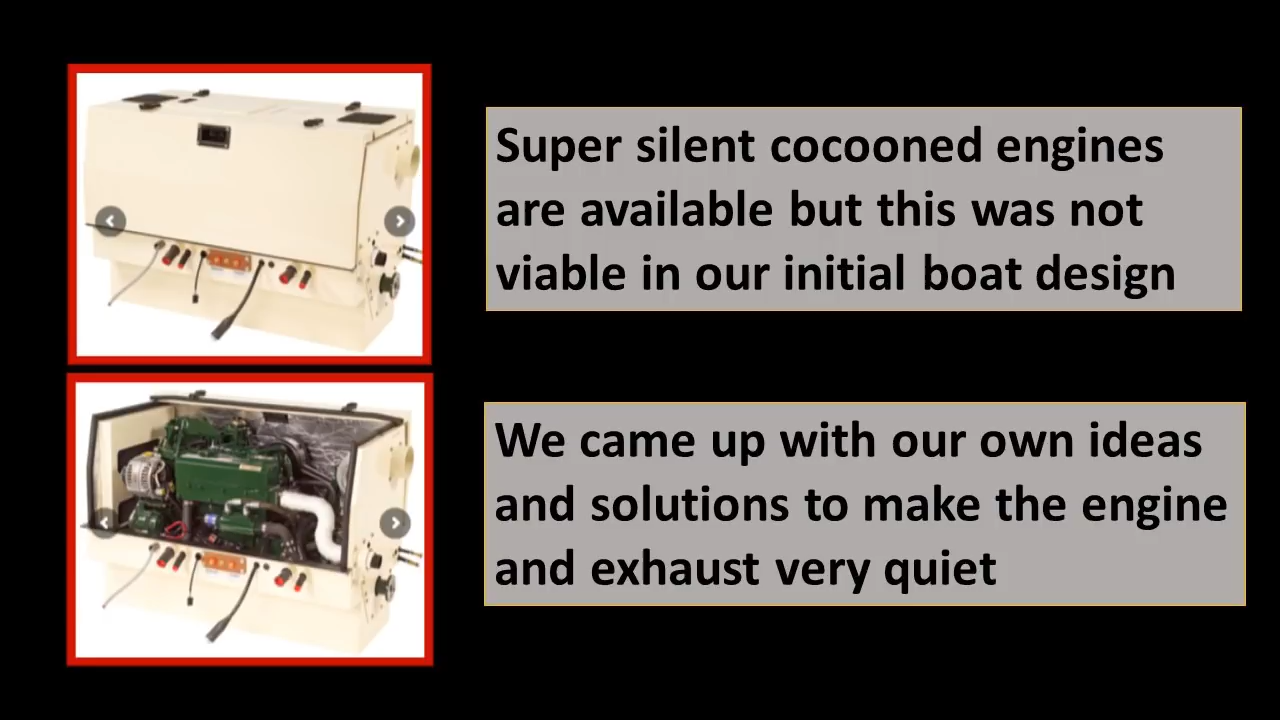 Super silent cocooned engines
are available but this was not
viable in our initial boat design
We came up with our own ideas
and solutions to make the engine
and exhaust very quiet